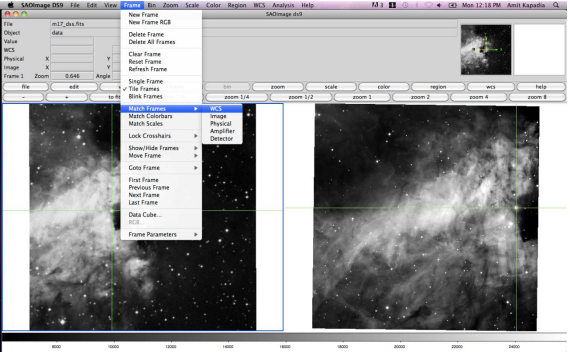 SAOImage DS9 File Edit View Frame Bin Zoom Scale Color Region WCS Analysis Help 3 Mon 12:18 PM Amit Kapadia
SAOImage ds9
File m17_dss.fits
Object data
Value
WCS
Physical X Y
Image X Y
Frame 1 Zoom 0.646 Angle
file edit bin zoom scale color region wcs help
- + to fit zoom 1/4 zoom 1/2 zoom 1 zoom 2 zoom 4 zoom 8
New Frame
New Frame RGB
Delete Frame
Delete All Frames
Clear Frame
Reset Frame
Refresh Frame
Single Frame
✓ Tile Frames
Blink Frames
Match Frames
Match Colorbars
Match Scales
Lock Crosshairs
Show/Hide Frames
Move Frame
Goto Frame
First Frame
Previous Frame
Next Frame
Last Frame
Data Cube...
RGB...
Frame Parameters
WCS
Image
Physical
Amplifier
Detector
8000 10000 12000 14000 16000 18000 20000 22000 24000